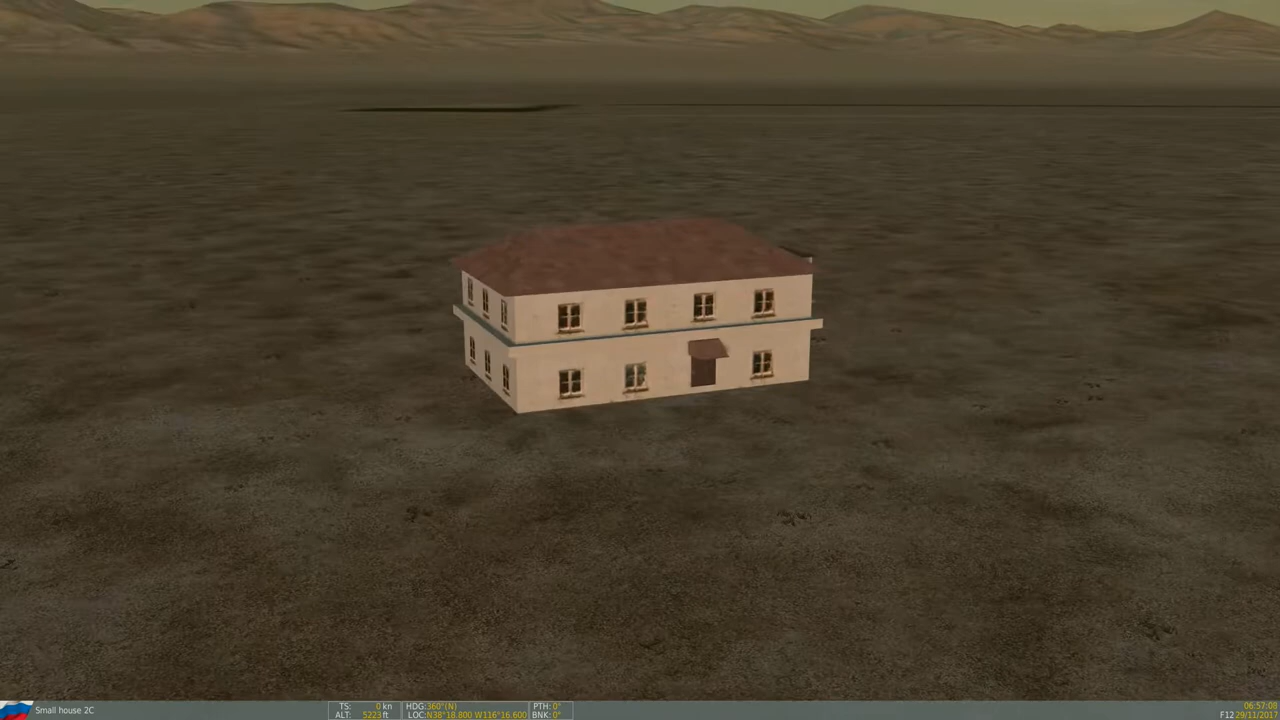 Small house 2C
TS: 0 kn HDG:360°(N) PTH: 0°
ALT: 5223 ft LOC:N38°18.800 W116°16.600 BNK: 0°
06:57:08
F12 29/11/2017